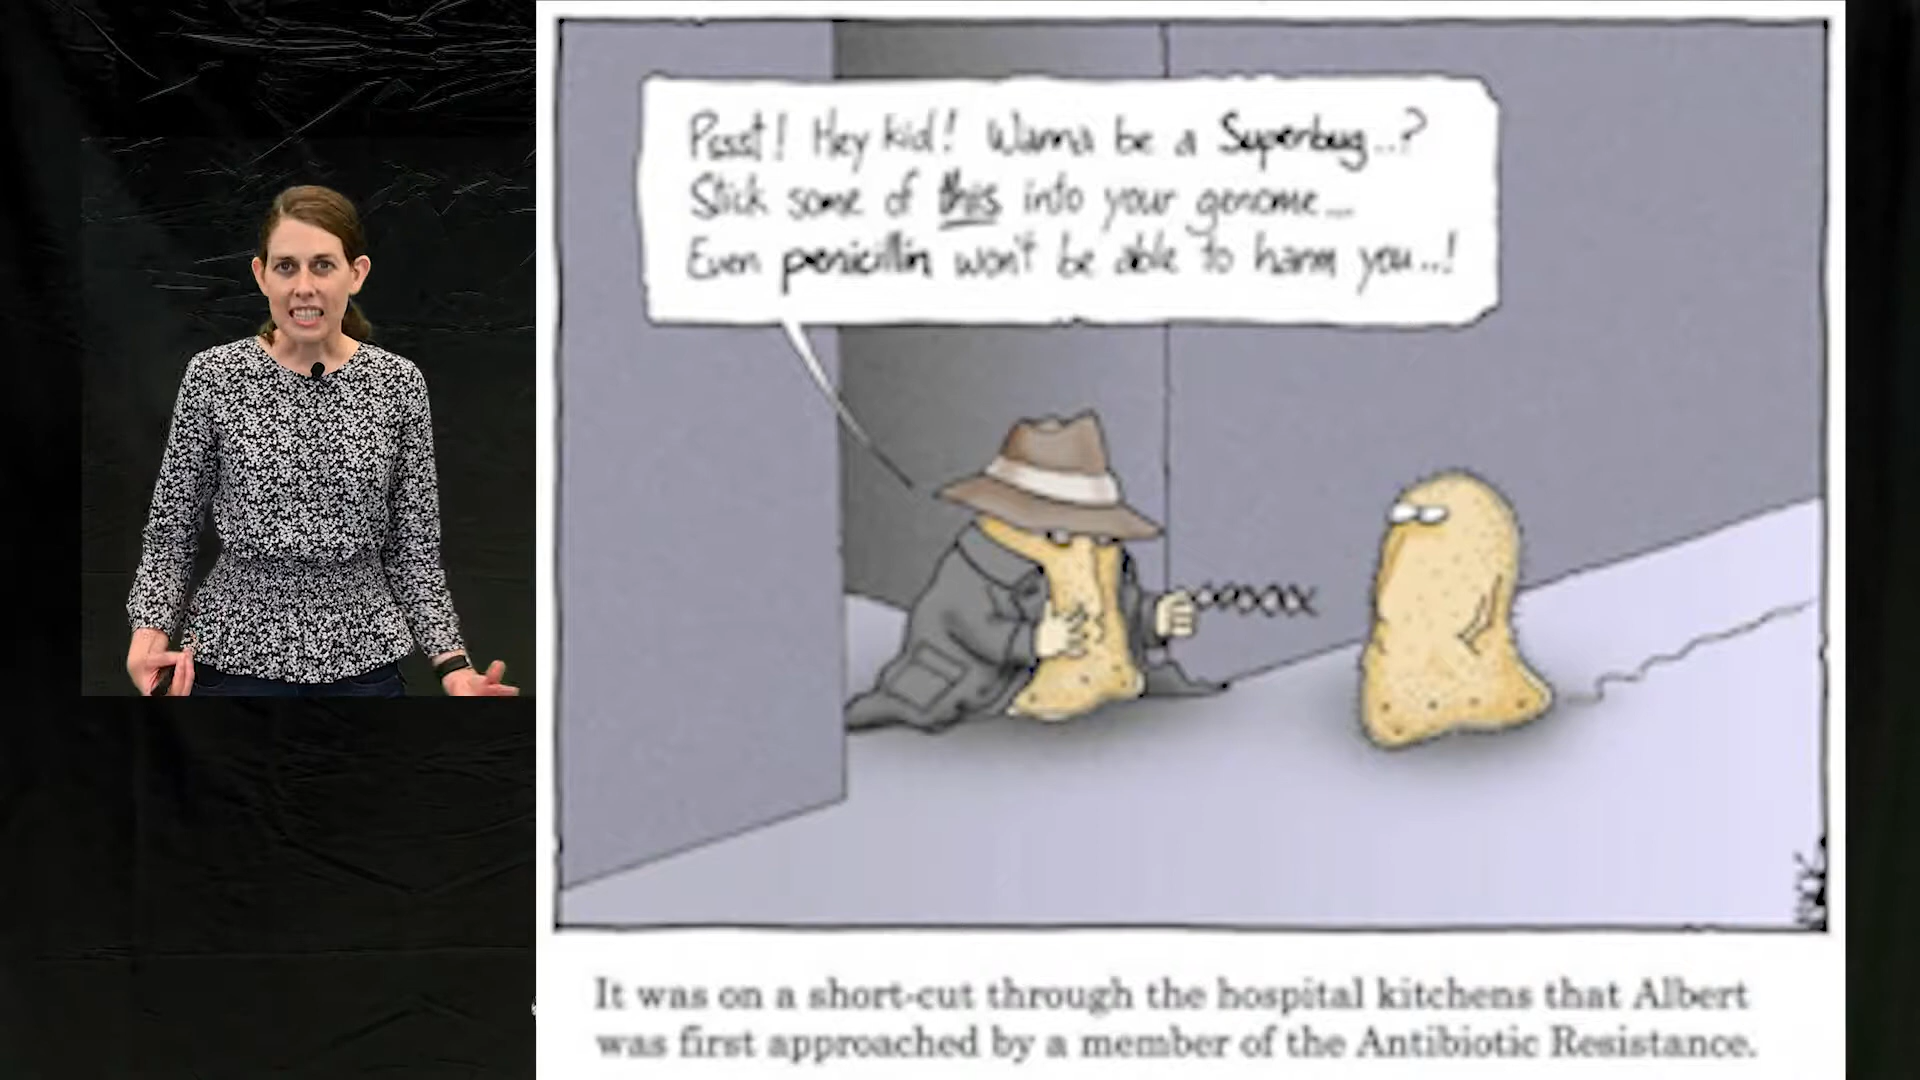 Pssst! Hey kid! Wanna be a Superbug...?
Stick some of this into your genome...
Even penicillin won't be able to harm you...!
It was on a short-cut through the hospital kitchens that Albert
was first approached by a member of the Antibiotic Resistance.